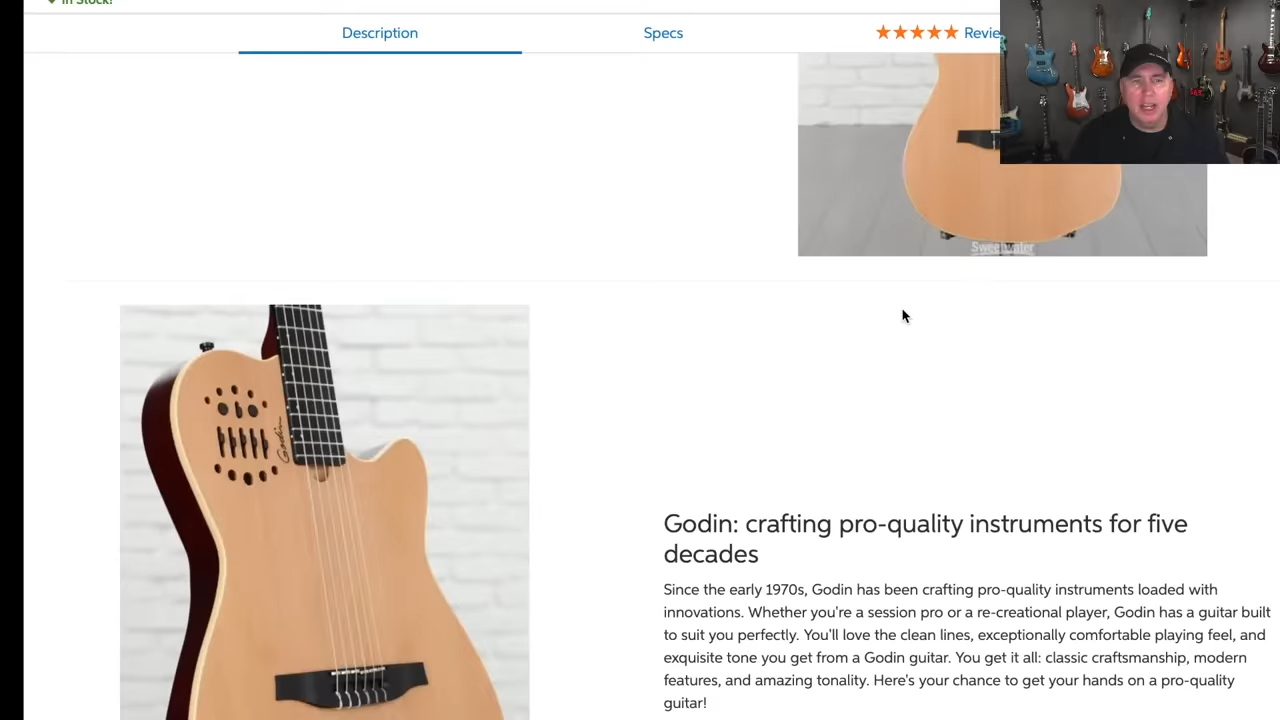 In Stock!
Description
Specs
★★★★★ Revie
Sweetwater
Godin
Godin: crafting pro-quality instruments for five
decades
Since the early 1970s, Godin has been crafting pro-quality instruments loaded with
innovations. Whether you're a session pro or a re-creational player, Godin has a guitar built
to suit you perfectly. You'll love the clean lines, exceptionally comfortable playing feel, and
exquisite tone you get from a Godin guitar. You get it all: classic craftsmanship, modern
features, and amazing tonality. Here's your chance to get your hands on a pro-quality
guitar!